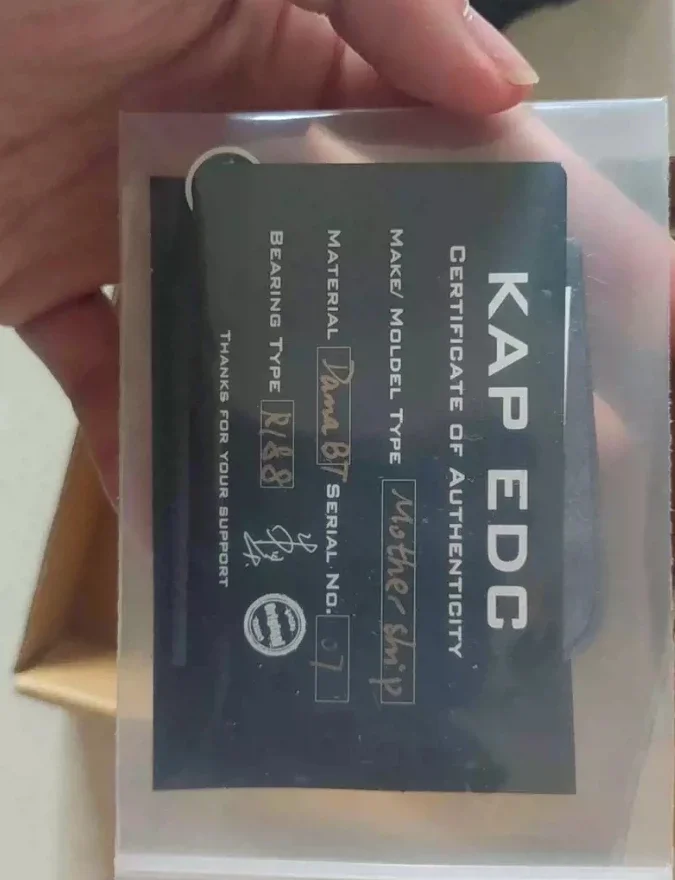 KAP EDC
CERTIFICATE OF AUTHENTICITY
MAKE/ MOLDEL TYPE Mother ship
MATERIAL Dama BT SERIAL NO. 07
BEARING TYPE R188
THANKS FOR YOUR SUPPORT
Original